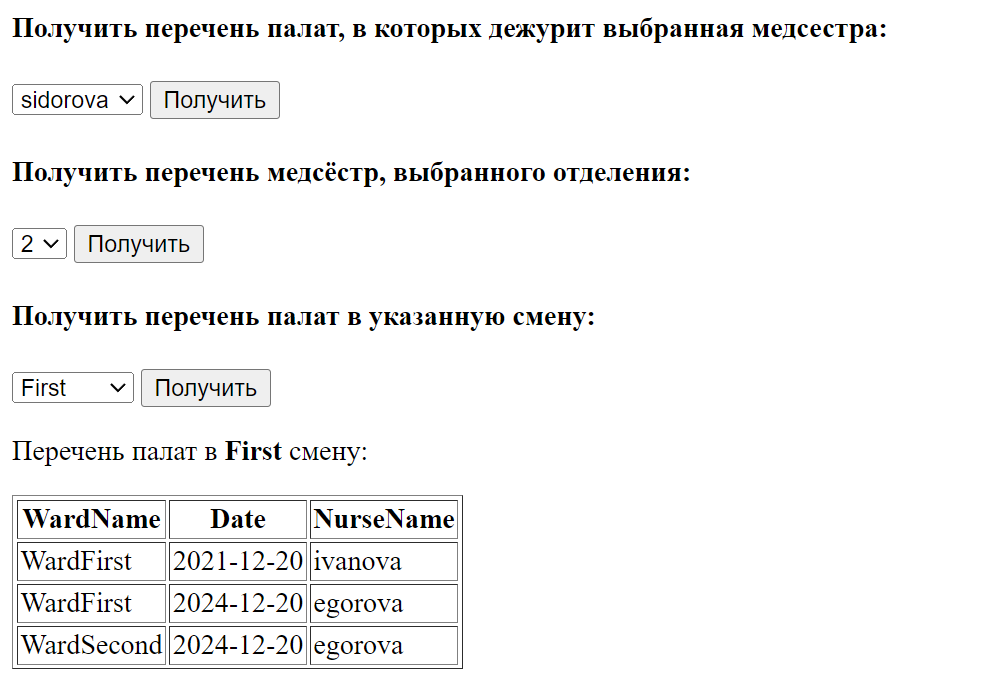 Получить перечень палат, в которых дежурит выбранная медсестра:
sidorova Получить
Получить перечень медсёстр, выбранного отделения:
2 Получить
Получить перечень палат в указанную смену:
First Получить
Перечень палат в First смену:
WardName Date NurseName
WardFirst 2021-12-20 ivanova
WardFirst 2024-12-20 egorova
WardSecond 2024-12-20 egorova